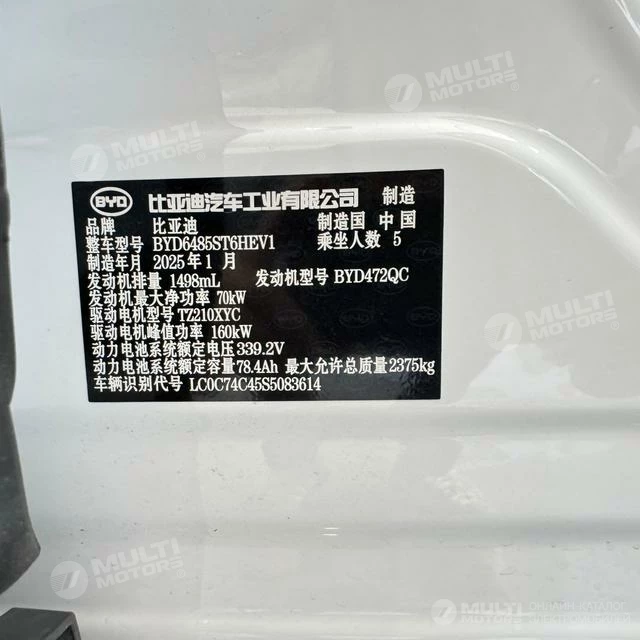 7 MULTI MOTORS®
7 MULTI MOTORS®
BYD 比亚迪汽车工业有限公司 制造
品牌 比亚迪 制造国 中国
整车型号 BYD6485ST6HEV1 乘坐人数 5
制造年月 2025年1月
发动机排量 1498mL 发动机型号 BYD472QC
发动机最大净功率 70kW
驱动电机型号 TZ210XYC
驱动电机峰值功率 160kW
动力电池系统额定电压 339.2V
动力电池系统额定容量 78.4Ah 最大允许总质量 2375kg
车辆识别代号 LC0C74C45S5083614
7 MULTI MOTORS®
7 MULTI MOTORS ОНЛАЙН-КАТАЛОГ